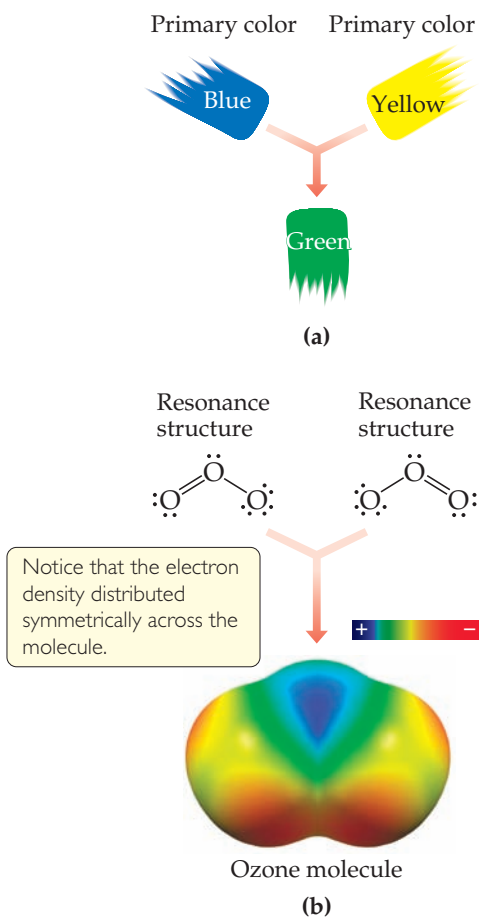 Primary color Primary color
Blue Yellow
Green
(a)
Resonance structure
Resonance structure
O O O
O O O
Notice that the electron
density distributed
symmetrically across the
molecule.
+ −
Ozone molecule
(b)